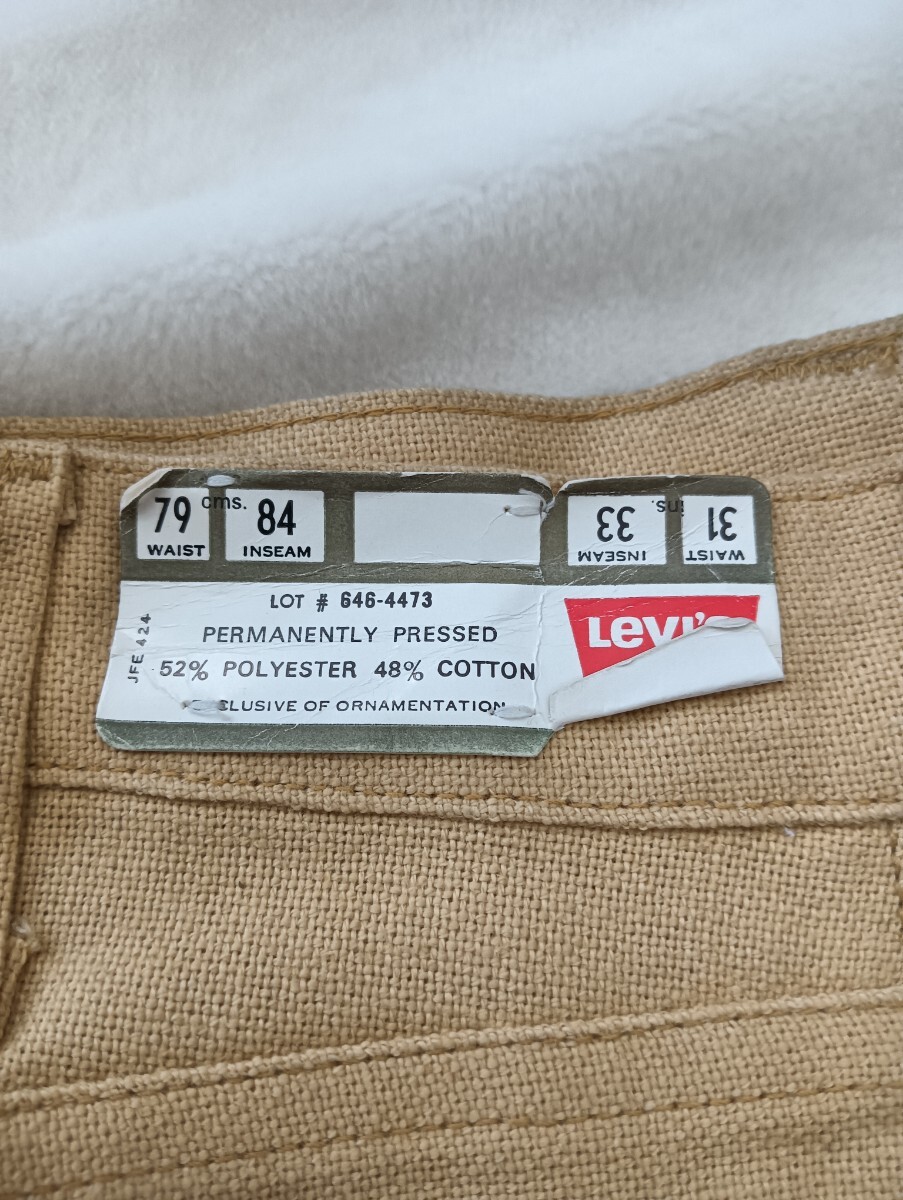 79 cms. 84
WAIST INSEAM
33 ins. 31
INSEAM WAIST
LOT # 646-4473
PERMANENTLY PRESSED
52% POLYESTER 48% COTTON
CLUSIVE OF ORNAMENTATION
JFE 424
Levi's